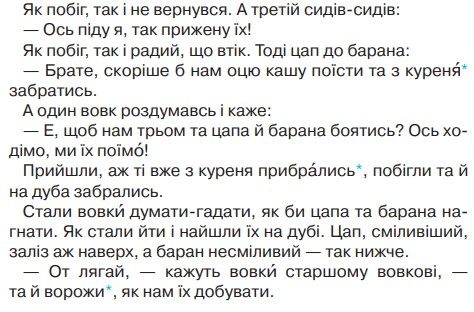 Як побіг, так і не вернувся. А третій сидів-сидів:
— Ось піду я, так прижену їх!
Як побіг, так і радий, що втік. Тоді цап до барана:
— Брате, скоріше б нам оцю кашу поїсти та з куреня́*
забратись.
А один вовк роздумавсь і каже:
— Е, щоб нам трьом та цапа й барана боятись? Ось хо-
дімо, ми їх поїмо́!
Прийшли, аж ті вже з куреня прибра́лись*, побігли та й
на дуба забрались.
Стали вовки́ думати-гадати, як би цапа та барана на-
гнати. Як стали йти і найшли їх на дубі. Цап, сміливіший,
заліз аж наверх, а баран несміливий — так нижче.
— От лягай, — кажуть вовки́ старшому вовкові, —
та й ворожи*, як нам їх добувати.